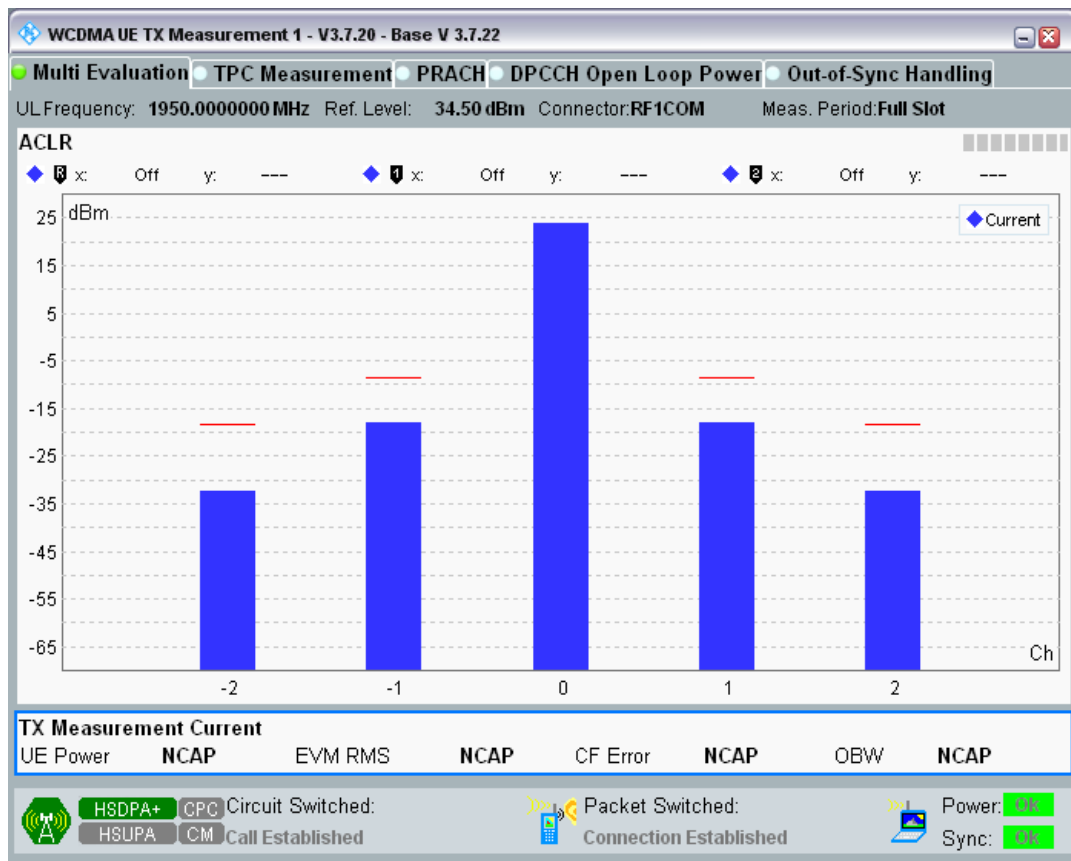 WCDMA UE TX Measurement 1 - V3.7.20 - Base V 3.7.22
Multi Evaluation TPC Measurement PRACH DPCCH Open Loop Power Out-of-Sync Handling
UL Frequency: 1950.0000000 MHz Ref. Level: 34.50 dBm Connector:RF1COM Meas. Period:Full Slot
ACLR
R x: Off y: --- 1 x: Off y: --- 2 x: Off y: ---
dBm
Current
25
15
5
-5
-15
-25
-35
-45
-55
-65
Ch
-2 -1 0 1 2
TX Measurement Current
UE Power NCAP EVM RMS NCAP CF Error NCAP OBW NCAP
HSDPA+ CPC Circuit Switched: Packet Switched: Power: OK
HSUPA CM Call Established Connection Established Sync: OK